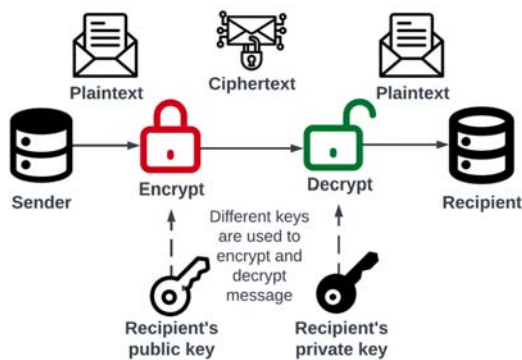 Plaintext
Ciphertext
Plaintext
Sender
Encrypt
Decrypt
Recipient
Different keys
are used to
encrypt and
decrypt
message
Recipient's
public key
Recipient's
private key